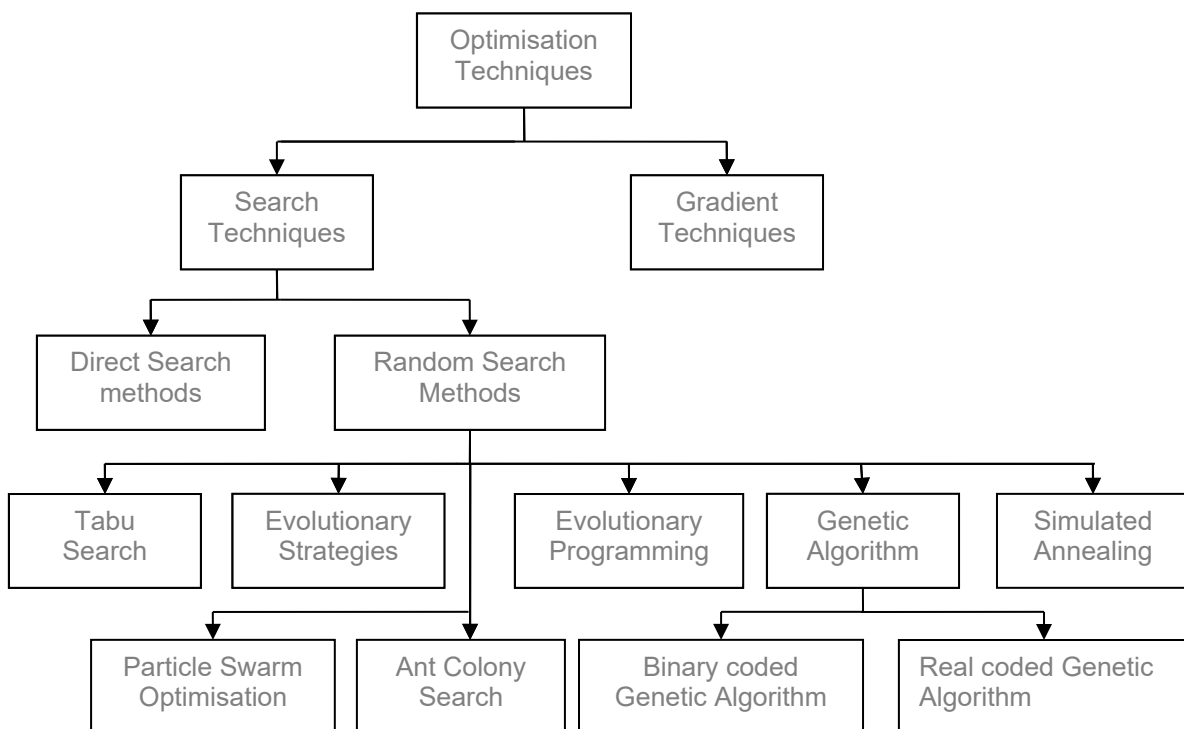 Optimisation
Techniques
Search
Techniques
Gradient
Techniques
Direct Search
methods
Random Search
Methods
Tabu
Search
Evolutionary
Strategies
Evolutionary
Programming
Genetic
Algorithm
Simulated
Annealing
Particle Swarm
Optimisation
Ant Colony
Search
Binary coded
Genetic Algorithm
Real coded Genetic
Algorithm